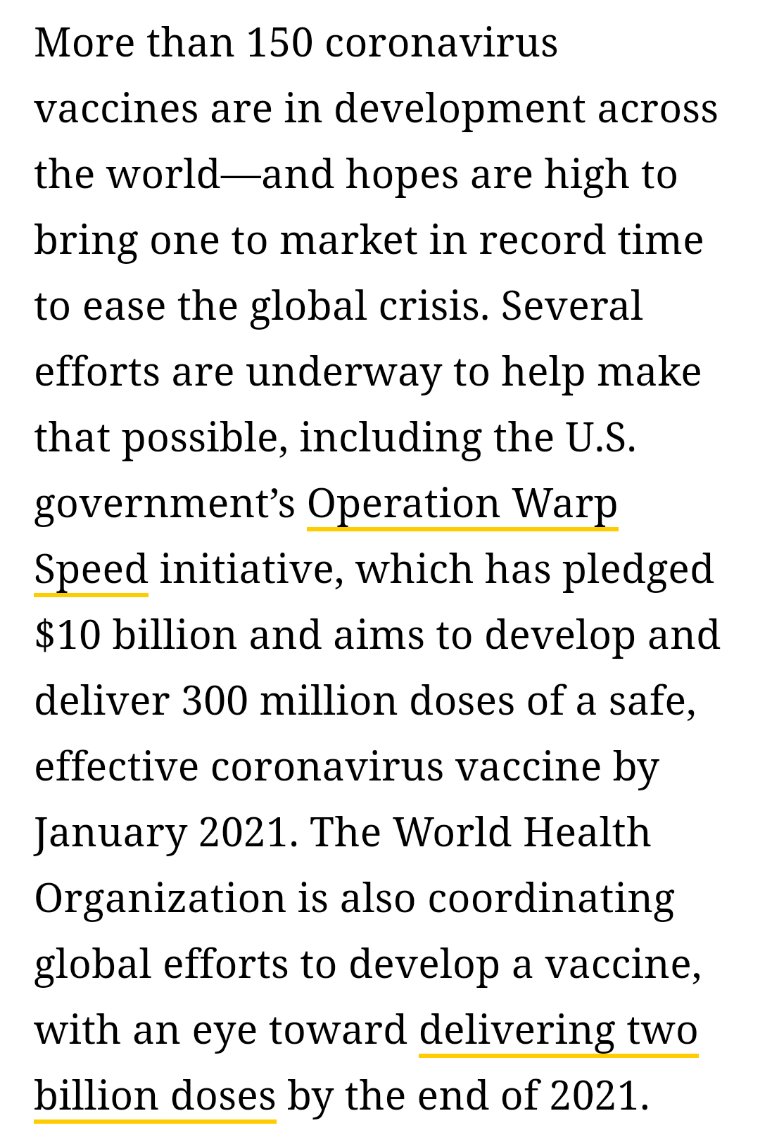 More than 150 coronavirus
vaccines are in development across
the world—and hopes are high to
bring one to market in record time
to ease the global crisis. Several
efforts are underway to help make
that possible, including the U.S.
government’s Operation Warp
Speed initiative, which has pledged
$10 billion and aims to develop and
deliver 300 million doses of a safe,
effective coronavirus vaccine by
January 2021. The World Health
Organization is also coordinating
global efforts to develop a vaccine,
with an eye toward delivering two
billion doses by the end of 2021.